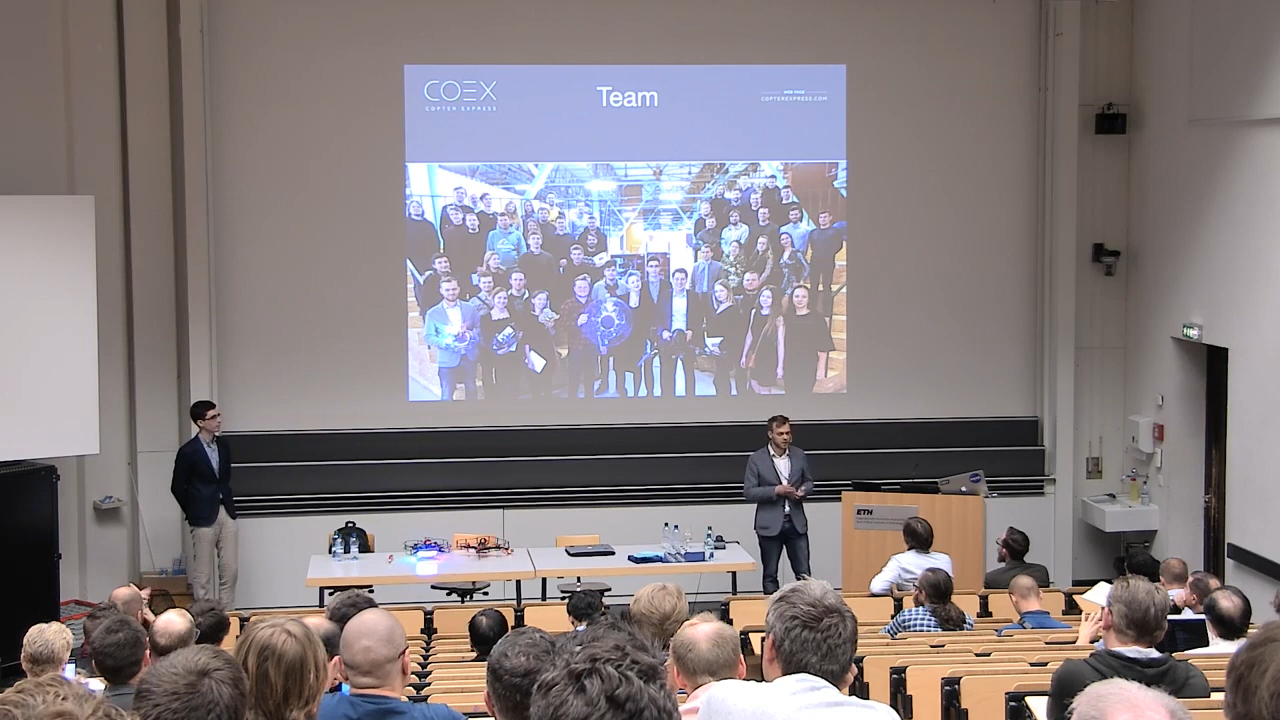 COEX
COPTER EXPRESS
Team
WEB PAGE
COPTEREXPRESS.COM
ETH